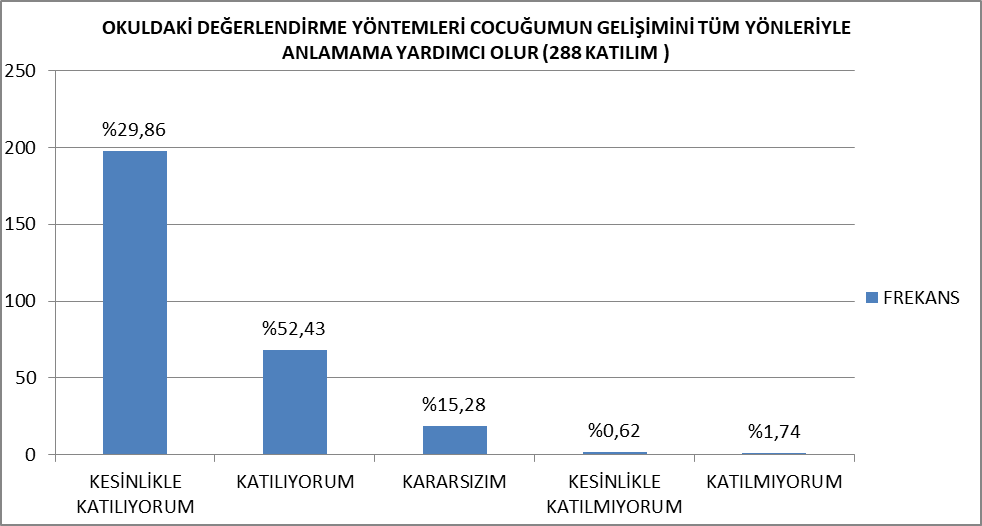 OKULDAKİ DEĞERLENDİRME YÖNTEMLERİ COCUĞUMUN GELİŞİMİNİ TÜM YÖNLERİYLE
ANLAMAMA YARDIMCI OLUR (288 KATILIM )
250
200
150
100
50
0
%29,86
%52,43
%15,28
%0,62
%1,74
KESİNLİKLE
KATILIYORUM
KATILIYORUM
KARARSIZIM
KESİNLİKLE
KATILMIYORUM
KATILMIYORUM
FREKANS